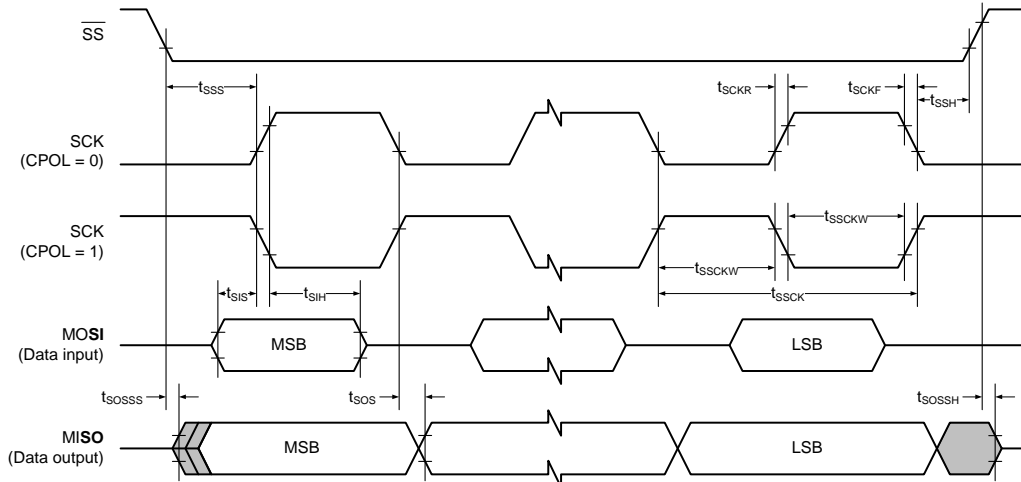 SS
tSSS
tSCKR
tSCKF
tSSH
SCK
(CPOL = 0)
SCK
(CPOL = 1)
tSSCKW
tSSCKW
tSIS
tSIH
tSSCK
MOSI
(Data input)
MSB
LSB
tSOSSS
tSOS
tSOSSH
MISO
(Data output)
MSB
LSB